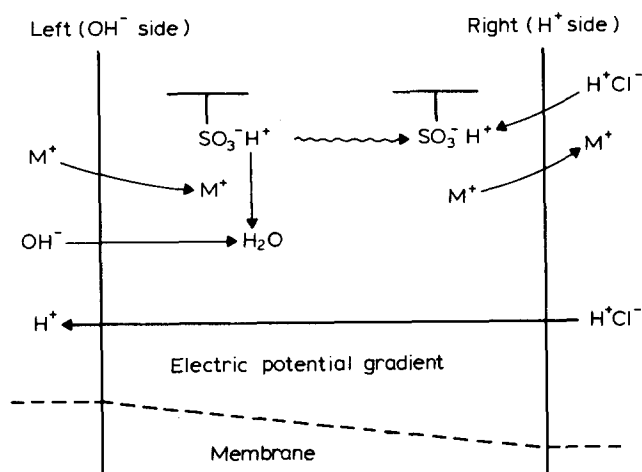 Left (OH⁻ side)
Right (H⁺ side)
H⁺Cl⁻
SO₃⁻H⁺
SO₃⁻ H⁺
M⁺
M⁺
M⁺
M⁺
OH⁻
H₂O
H⁺
H⁺Cl⁻
Electric potential gradient
Membrane